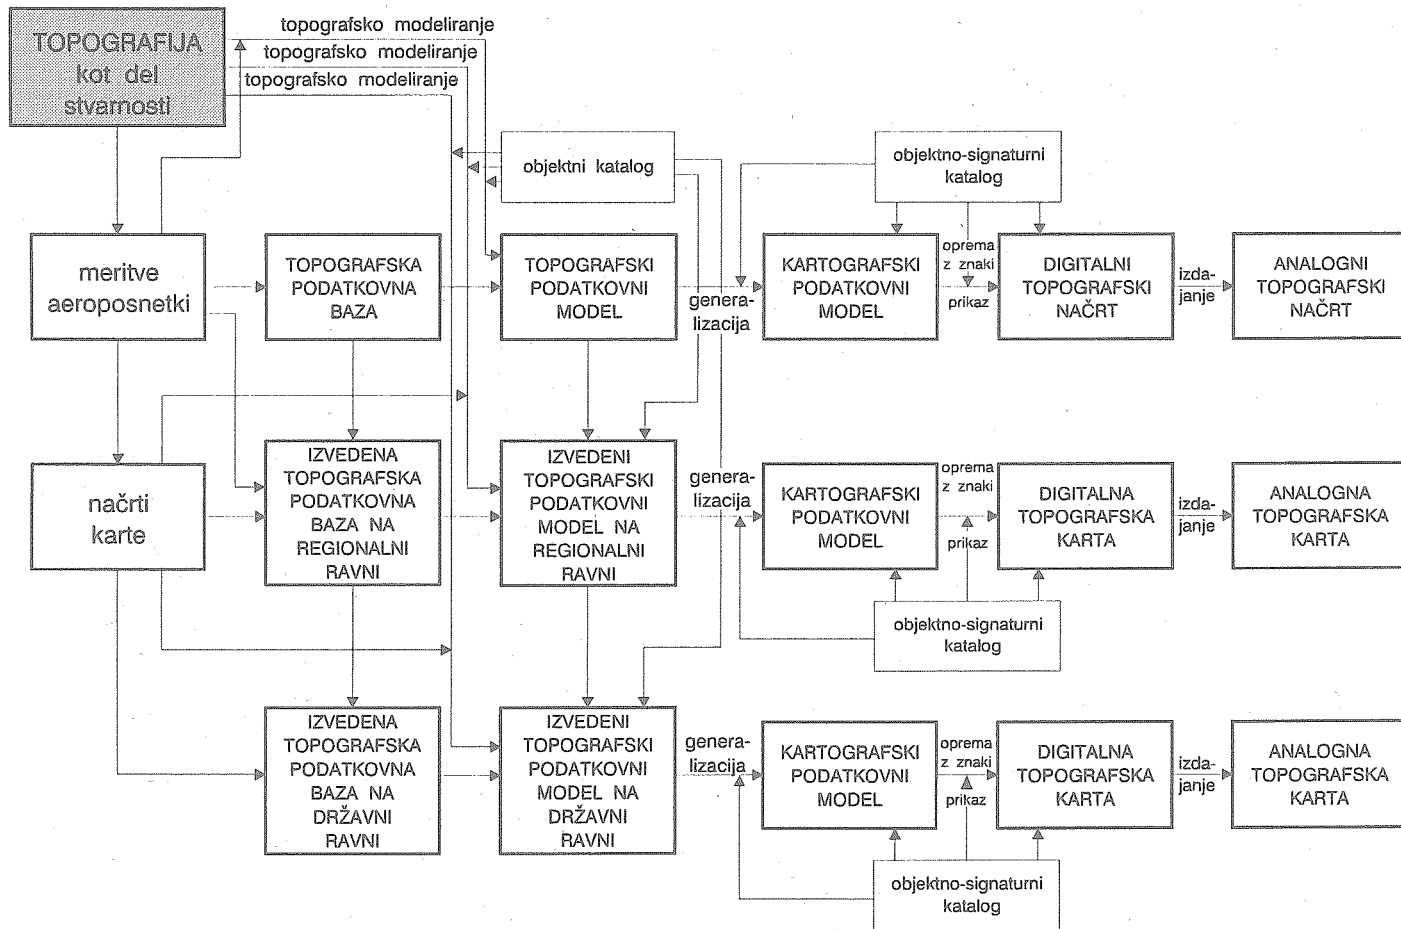 TOPOGRAFIJA
kot del
stvarnosti
topografsko modeliranje
topografsko modeliranje
topografsko modeliranje
objektni katalog
objektno-signaturni
katalog
meritve
aeroposnetki
TOPOGRAFSKA
PODATKOVNA
BAZA
TOPOGRAFSKI
PODATKOVNI
MODEL
genera-
lizacija
KARTOGRAFSKI
PODATKOVNI
MODEL
oprema
z znaki
prikaz
DIGITALNI
TOPOGRAFSKI
NAČRT
izda-
janje
ANALOGNI
TOPOGRAFSKI
NAČRT
načrti
karte
IZVEDENA
TOPOGRAFSKA
PODATKOVNA
BAZA NA
REGIONALNI
RAVNI
IZVEDENI
TOPOGRAFSKI
PODATKOVNI
MODEL NA
REGIONALNI
RAVNI
genera-
lizacija
KARTOGRAFSKI
PODATKOVNI
MODEL
oprema
z znaki
prikaz
DIGITALNA
TOPOGRAFSKA
KARTA
izda-
janje
ANALOGNA
TOPOGRAFSKA
KARTA
objektno-signaturni
katalog
IZVEDENA
TOPOGRAFSKA
PODATKOVNA
BAZA NA
DRŽAVNI
RAVNI
IZVEDENI
TOPOGRAFSKI
PODATKOVNI
MODEL NA
DRŽAVNI
RAVNI
genera-
lizacija
KARTOGRAFSKI
PODATKOVNI
MODEL
oprema
z znaki
prikaz
DIGITALNA
TOPOGRAFSKA
KARTA
izda-
janje
ANALOGNA
TOPOGRAFSKA
KARTA
objektno-signaturni
katalog